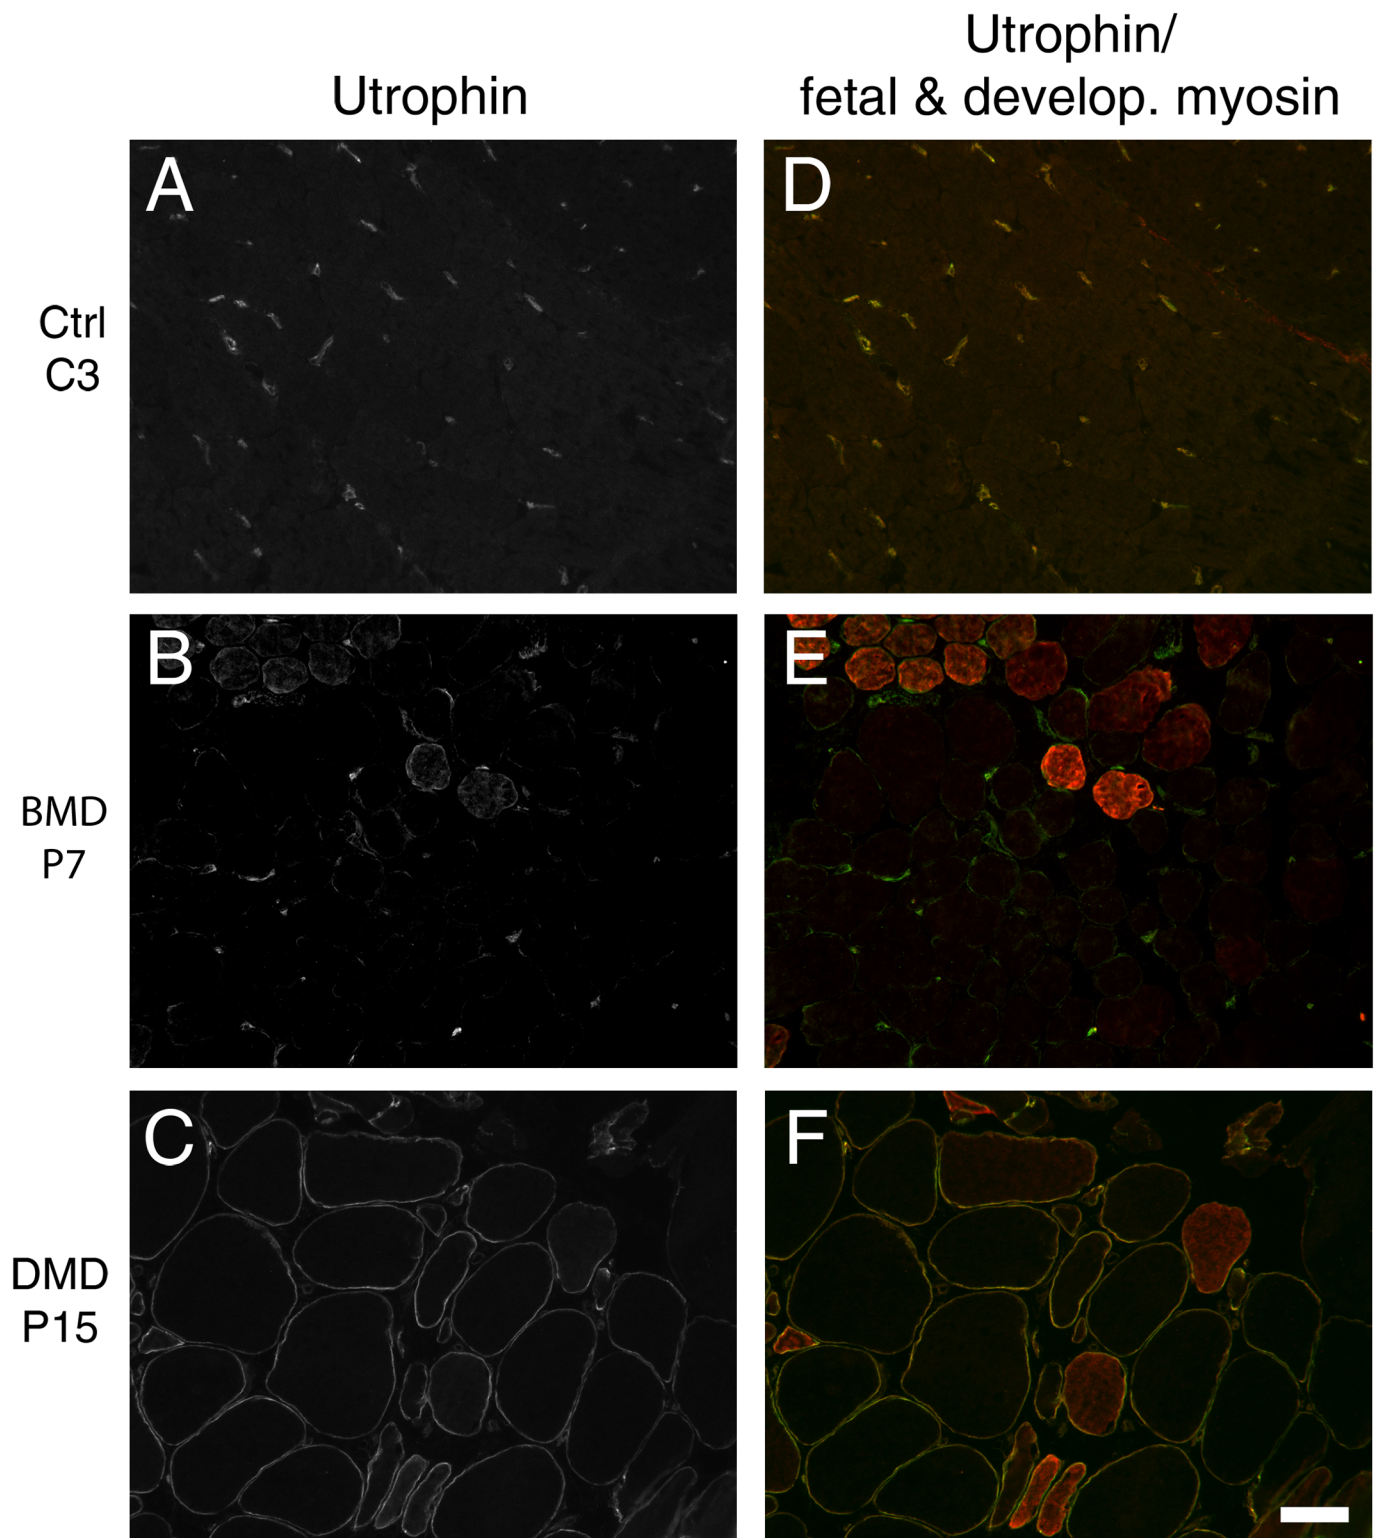 Utrophin
Utrophin/
fetal & develop. myosin
Ctrl
C3
A
D
BMD
P7
B
E
DMD
P15
C
F